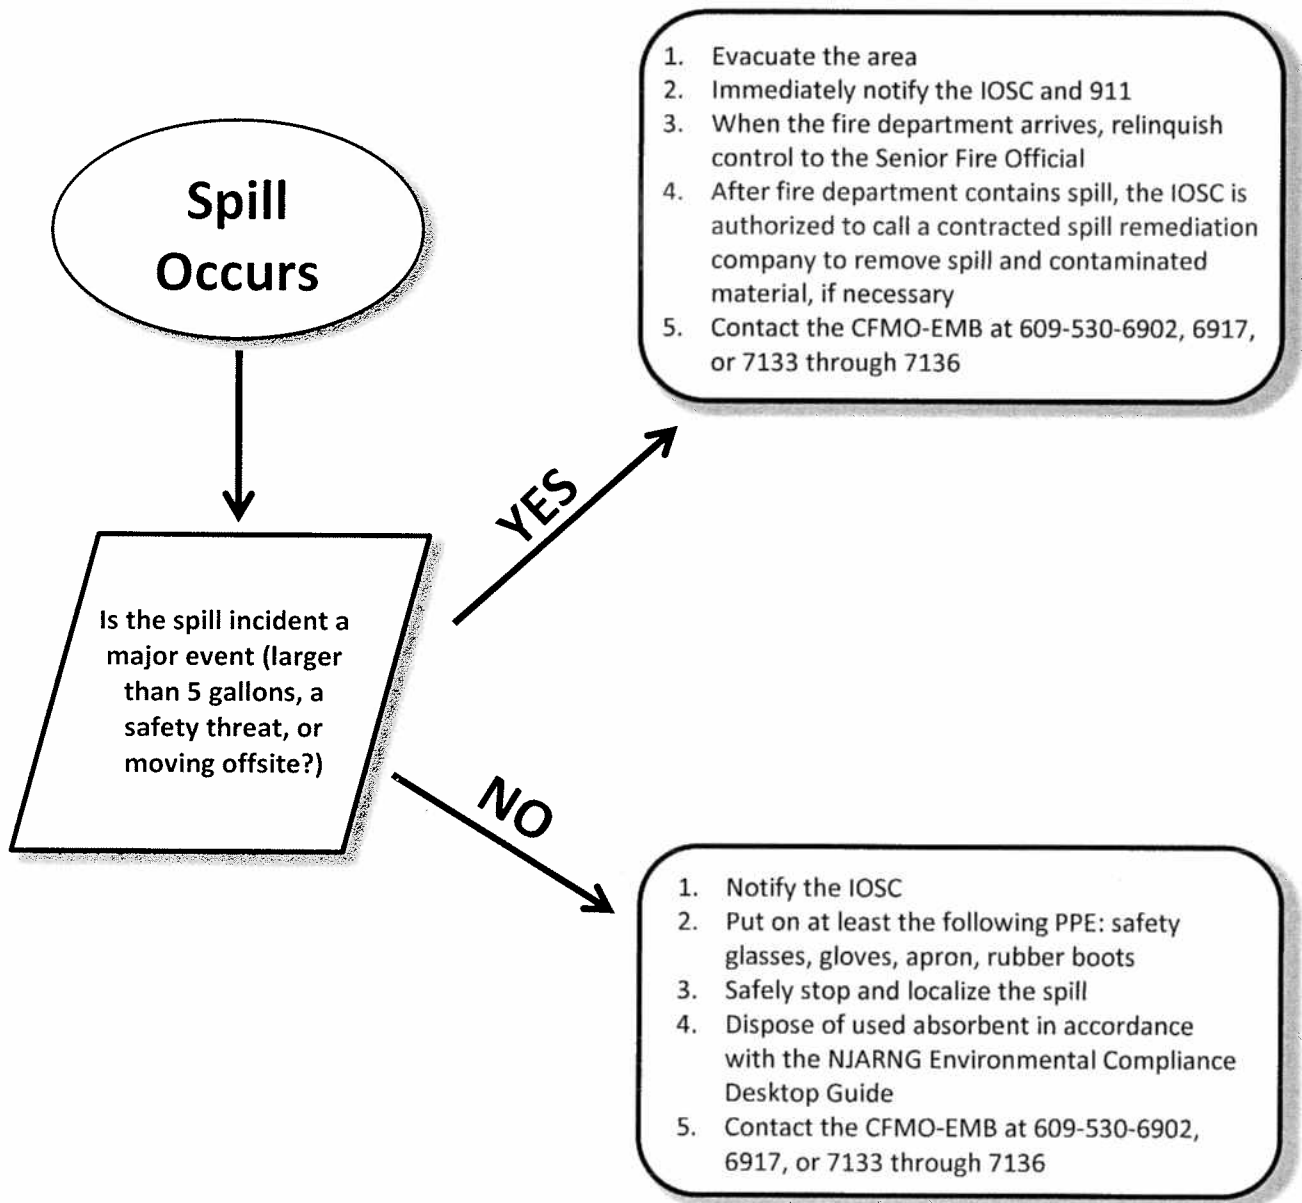 Spill
Occurs
Is the spill incident a
major event (larger
than 5 gallons, a
safety threat, or
moving offsite?)
YES
1. Evacuate the area
2. Immediately notify the IOSC and 911
3. When the fire department arrives, relinquish
control to the Senior Fire Official
4. After fire department contains spill, the IOSC is
authorized to call a contracted spill remediation
company to remove spill and contaminated
material, if necessary
5. Contact the CFMO-EMB at 609-530-6902, 6917,
or 7133 through 7136
NO
1. Notify the IOSC
2. Put on at least the following PPE: safety
glasses, gloves, apron, rubber boots
3. Safely stop and localize the spill
4. Dispose of used absorbent in accordance
with the NJARNG Environmental Compliance
Desktop Guide
5. Contact the CFMO-EMB at 609-530-6902,
6917, or 7133 through 7136